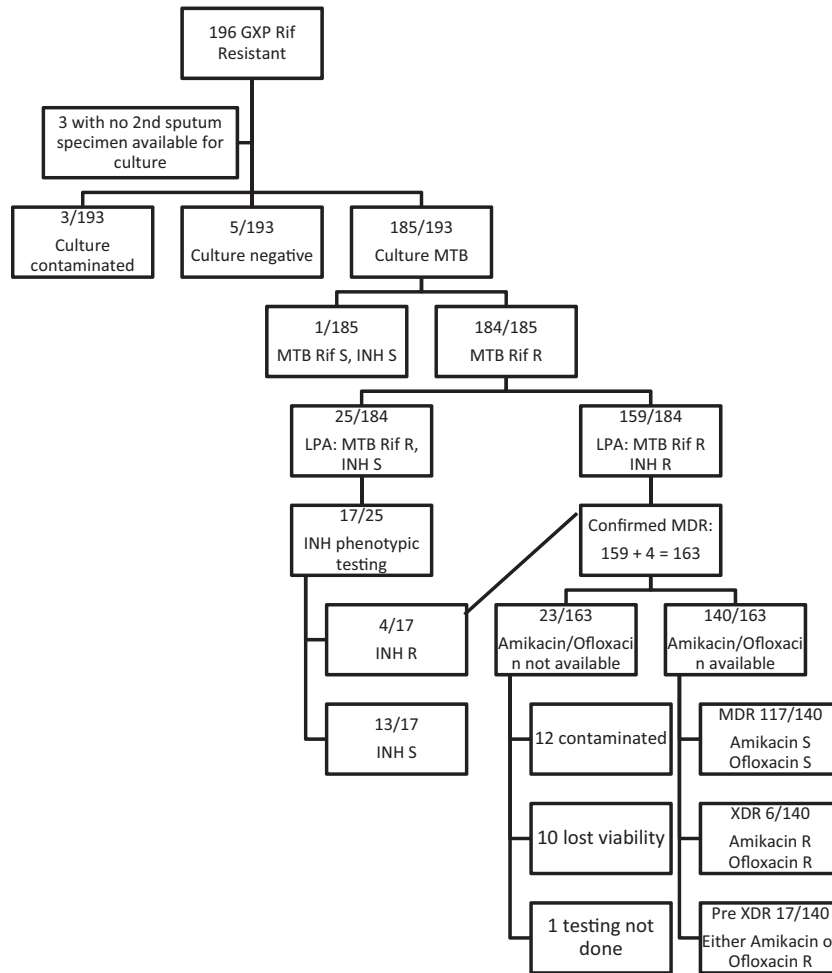 196 GXP Rif
Resistant
3 with no 2nd sputum
specimen available for
culture
3/193
Culture
contaminated
5/193
Culture negative
185/193
Culture MTB
1/185
MTB Rif S, INH S
184/185
MTB Rif R
25/184
LPA: MTB Rif R,
INH S
159/184
LPA: MTB Rif R
INH R
17/25
INH phenotypic
testing
Confirmed MDR:
159 + 4 = 163
4/17
INH R
13/17
INH S
23/163
Amikacin/Ofloxaci
n not available
140/163
Amikacin/Ofloxaci
n available
12 contaminated
10 lost viability
1 testing not
done
MDR 117/140
Amikacin S
Ofloxacin S
XDR 6/140
Amikacin R
Ofloxacin R
Pre XDR 17/140
Either Amikacin o
Ofloxacin R